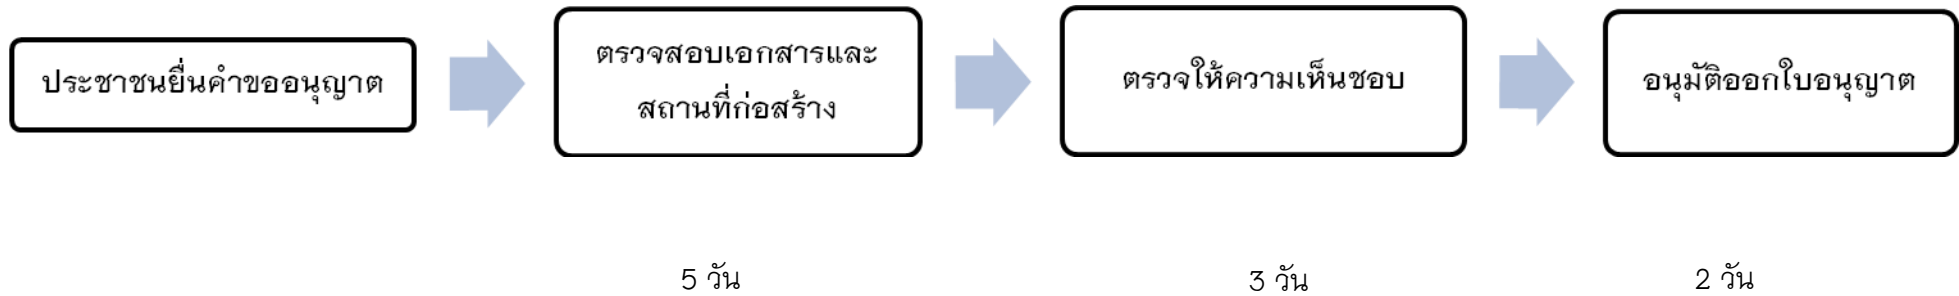 ประชาชนยื่นคำขออนุญาต
ตรวจสอบเอกสารและ
สถานที่ก่อสร้าง
ตรวจให้ความเห็นชอบ
อนุมัติออกใบอนุญาต
5 วัน
3 วัน
2 วัน